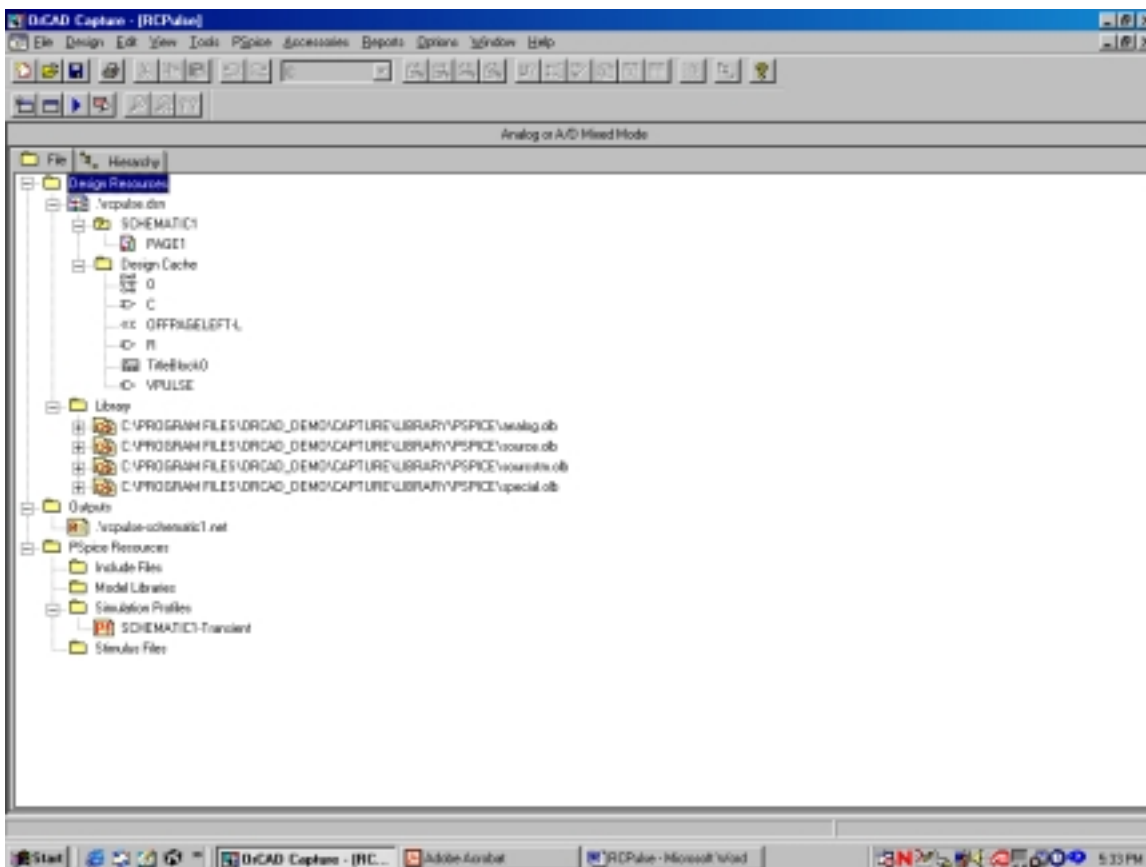 OrCAD Capture - [RCPulse]
File Design Edit View Tools PSpice Accessories Reports Options Window Help
Analog or A/D Mixed Mode
File Hierarchy
Design Resources
.\rcpulse.dsn
SCHEMATIC1
PAGE1
Design Cache
0
C
OFFPAGELEFT-L
R
TitleBlock0
VPULSE
Library
C:\PROGRAM FILES\ORCAD_DEMO\CAPTURE\LIBRARY\PSPICE\analog.olb
C:\PROGRAM FILES\ORCAD_DEMO\CAPTURE\LIBRARY\PSPICE\source.olb
C:\PROGRAM FILES\ORCAD_DEMO\CAPTURE\LIBRARY\PSPICE\sourcstm.olb
C:\PROGRAM FILES\ORCAD_DEMO\CAPTURE\LIBRARY\PSPICE\special.olb
Outputs
.\rcpulse-schematic1.net
PSpice Resources
Include Files
Model Libraries
Simulation Profiles
SCHEMATIC1-Transient
Stimulus Files
Start OrCAD Capture - [RC... Adobe Acrobat RCPulse - Microsoft Word 5:33 PM